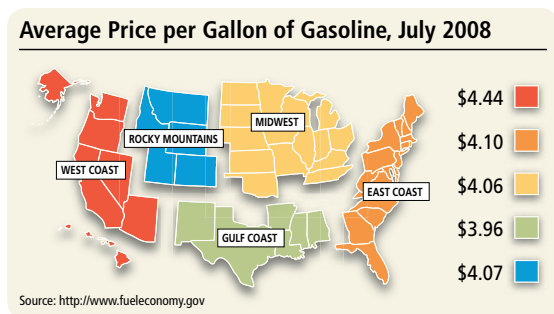 Average Price per Gallon of Gasoline, July 2008
MIDWEST
ROCKY MOUNTAINS
WEST COAST
EAST COAST
GULF COAST
$4.44
$4.10
$4.06
$3.96
$4.07
Source: http://www.fueleconomy.gov